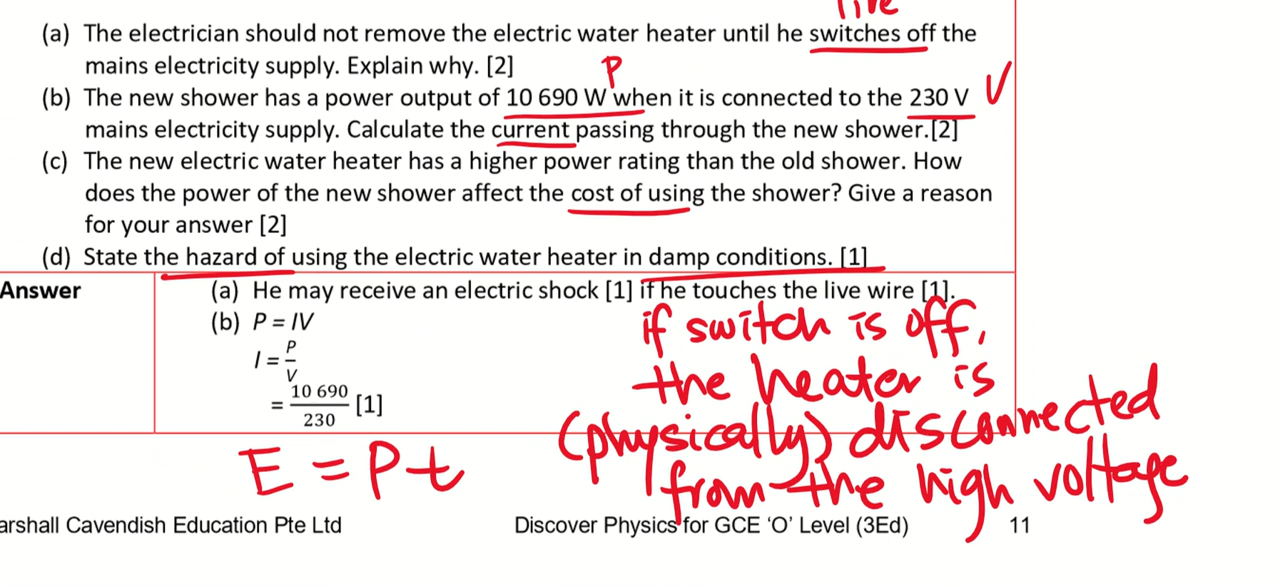 live
(a) The electrician should not remove the electric water heater until he switches off the
mains electricity supply. Explain why. [2]
P
(b) The new shower has a power output of 10 690 W when it is connected to the 230 V
V
mains electricity supply. Calculate the current passing through the new shower.[2]
(c) The new electric water heater has a higher power rating than the old shower. How
does the power of the new shower affect the cost of using the shower? Give a reason
for your answer [2]
(d) State the hazard of using the electric water heater in damp conditions. [1]
Answer
(a) He may receive an electric shock [1] if he touches the live wire [1].
(b) P = IV
I = P/V
= 10 690/230 [1]
if switch is off,
the heater is
(physically) disconnected
from the high voltage
E = Pt
arshall Cavendish Education Pte Ltd
Discover Physics for GCE ‘O’ Level (3Ed)
11